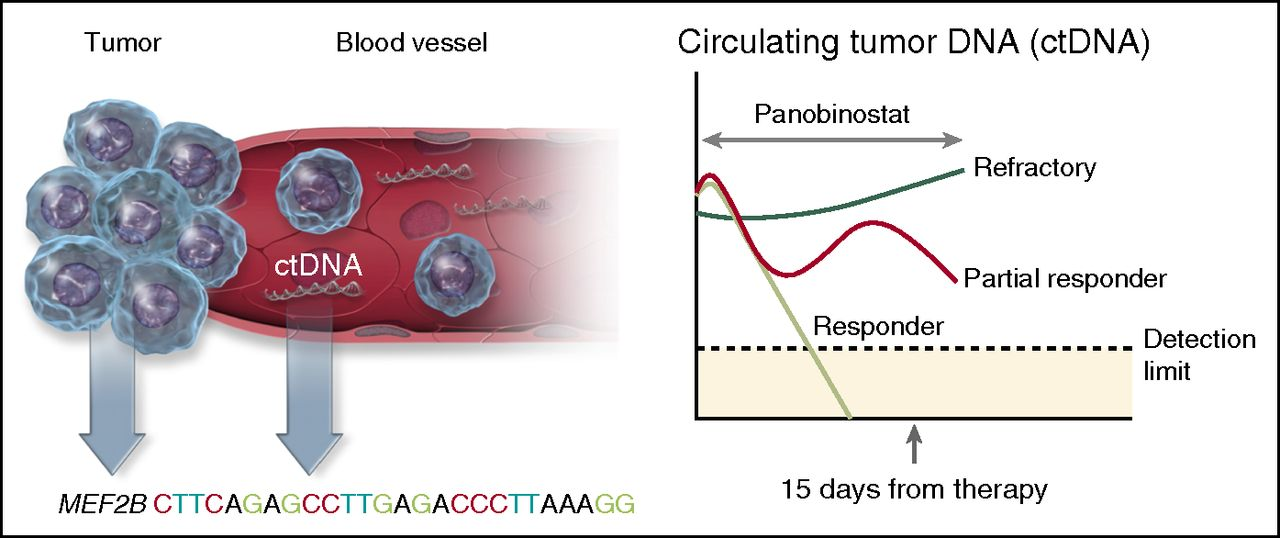 Tumor
Blood vessel
ctDNA
MEF2B CTTCAGAGCCTTGAGACCCTTAAAGG
Circulating tumor DNA (ctDNA)
Panobinostat
Refractory
Partial responder
Responder
Detection
limit
15 days from therapy